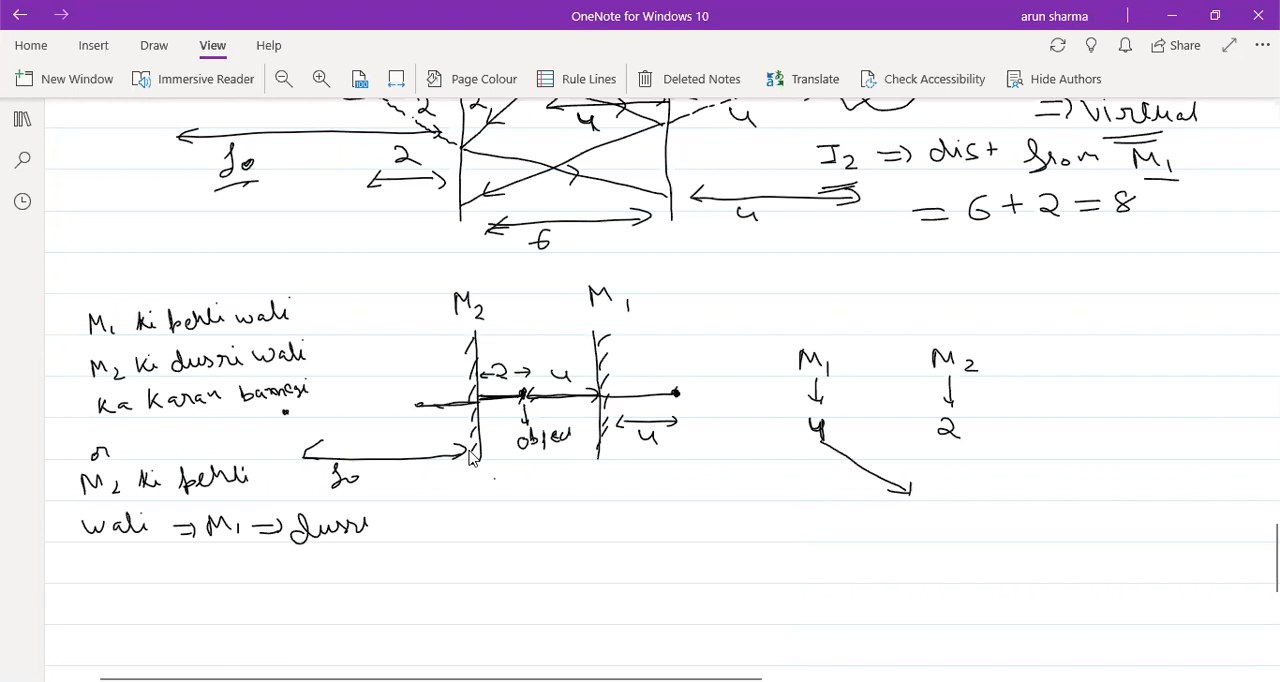 OneNote for Windows 10
arun sharma
Home Insert Draw View Help
Share
New Window Immersive Reader Page Colour Rule Lines Deleted Notes Translate Check Accessibility Hide Authors
2 2 4 4
=> Virtual
I2 => dist from M1
= 6 + 2 = 8
2
4
6
M2 M1
M1 ki pehli wali
M2 ki dusri wali
ka karan banegi
2 4
object
4
M1 M2
4 2
or
M2 ki pehli
wali => M1 => dusri